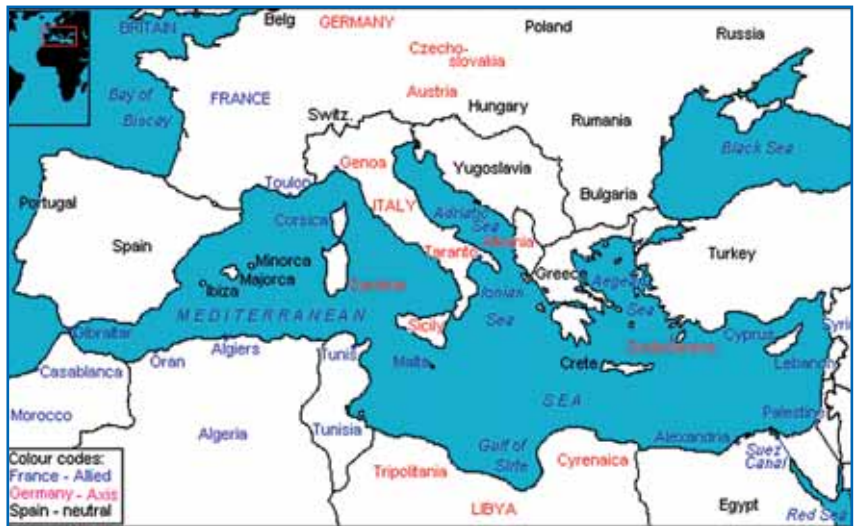 BRITAIN
Belg
GERMANY
Poland
Russia
Czecho-
slovakia
Bay of
Biscay
FRANCE
Austria
Hungary
Switz.
Rumania
Black Sea
Genoa
Yugoslavia
Toulon
Portugal
Corsica
ITALY
Adriatic
Sea
Bulgaria
Spain
Taranto
Albania
Turkey
Minorca
Majorca
Ibiza
Sardinia
Greece
Aegean
Sea
Ionian
Sea
MEDITERRANEAN
Sicily
Gibraltar
Algiers
Tunis
Malta
Crete
Cyprus
Syria
Oran
Casablanca
Lebanon
SEA
Morocco
Algeria
Tunisia
Palestine
Alexandria
Gulf of
Sirte
Suez
Canal
Tripolitania
Cyrenaica
LIBYA
Egypt
Red Sea
Colour codes:
France - Allied
Germany - Axis
Spain - neutral